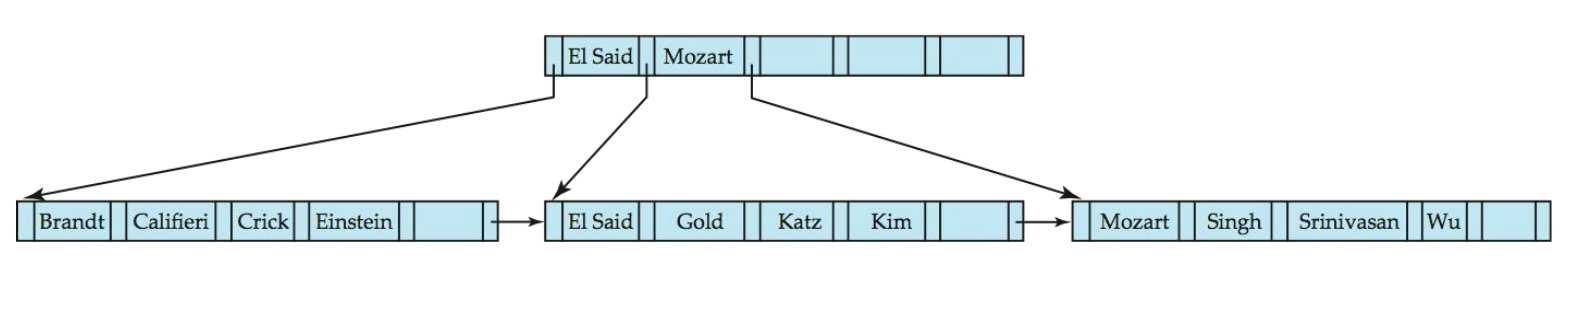 El Said Mozart
Brandt Califieri Crick Einstein El Said Gold Katz Kim Mozart Singh Srinivasan Wu